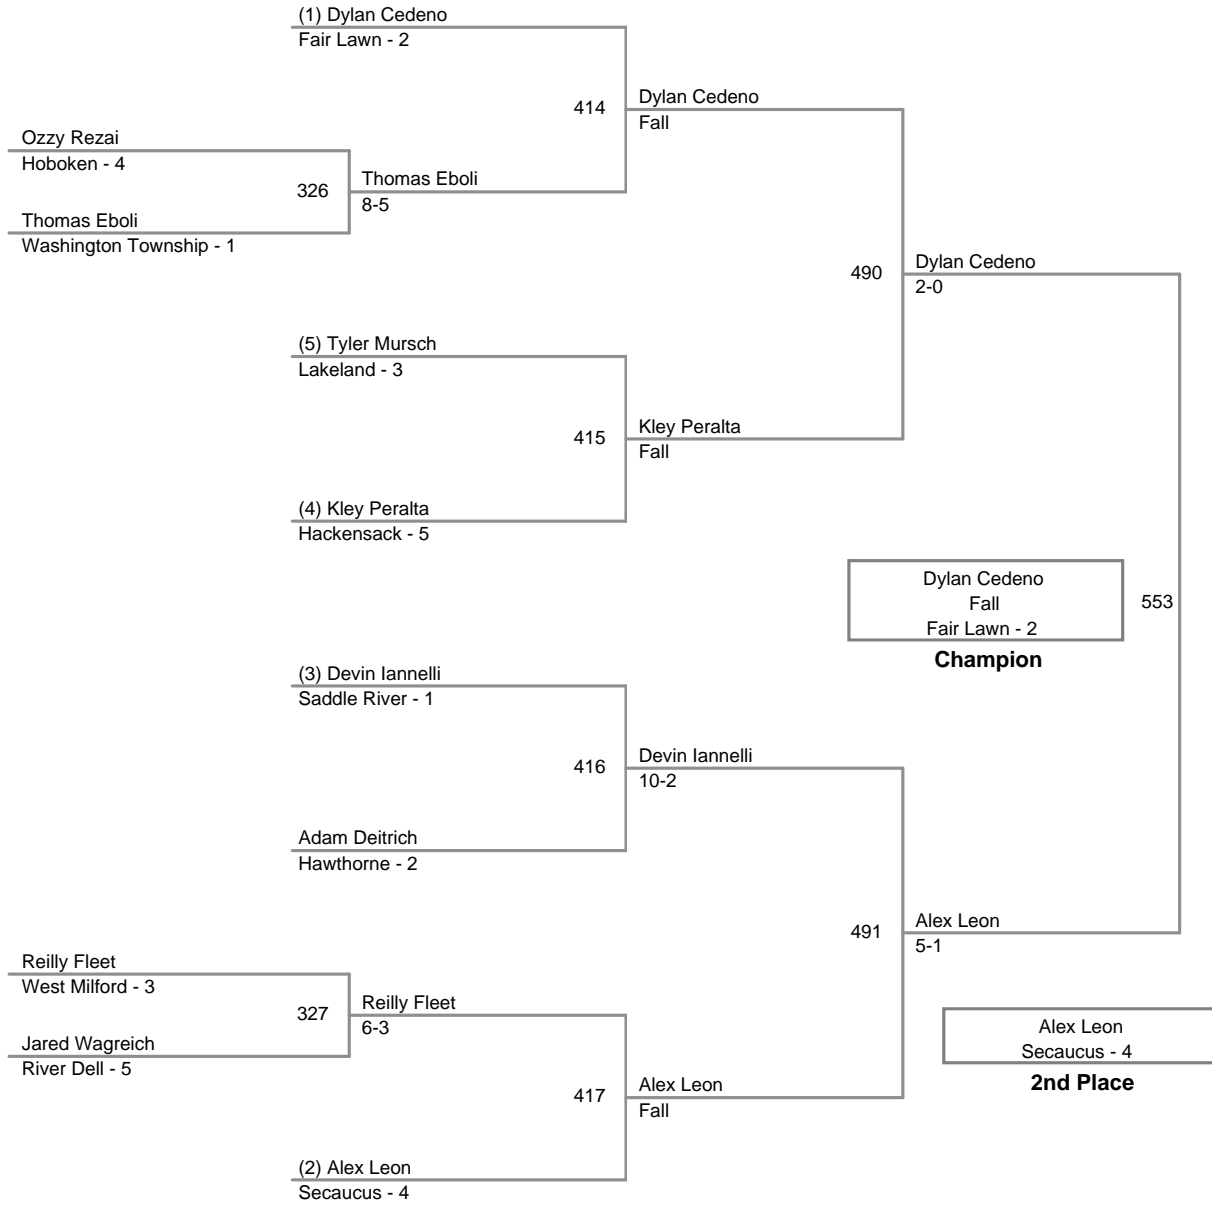 (1) Dylan Cedeno
Fair Lawn - 2
414
Dylan Cedeno
Fall
Ozzy Rezai
Hoboken - 4
326
Thomas Eboli
8-5
Thomas Eboli
Washington Township - 1
490
Dylan Cedeno
2-0
(5) Tyler Mursch
Lakeland - 3
415
Kley Peralta
Fall
(4) Kley Peralta
Hackensack - 5
Dylan Cedeno
Fall
Fair Lawn - 2
Champion
553
(3) Devin Iannelli
Saddle River - 1
416
Devin Iannelli
10-2
Adam Deitrich
Hawthorne - 2
491
Alex Leon
5-1
Reilly Fleet
West Milford - 3
327
Reilly Fleet
6-3
Jared Wagreich
River Dell - 5
Alex Leon
Secaucus - 4
2nd Place
417
Alex Leon
Fall
(2) Alex Leon
Secaucus - 4